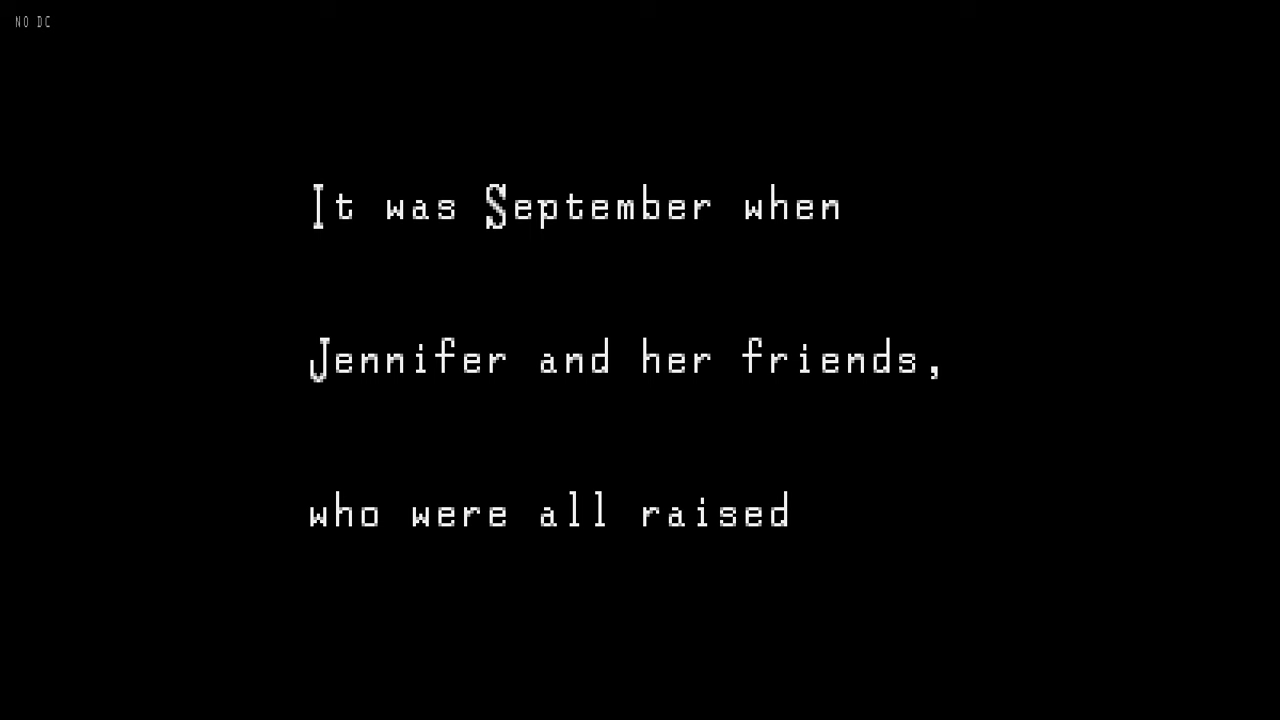 NO DC
It was September when
Jennifer and her friends,
who were all raised